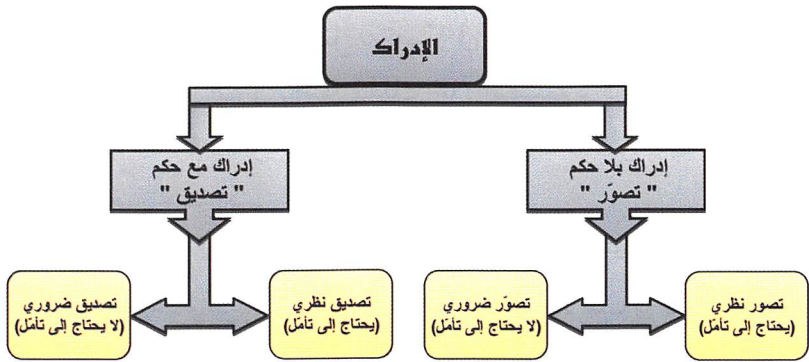 الإدراك
إدراك بلا حكم
" تصوّر "
إدراك مع حكم
" تصديق "
تصور نظري
(يحتاج إلى تأمّل)
تصوّر ضروري
(لا يحتاج إلى تأمّل)
تصديق نظري
(يحتاج إلى تأمّل)
تصديق ضروري
(لا يحتاج إلى تأمّل)